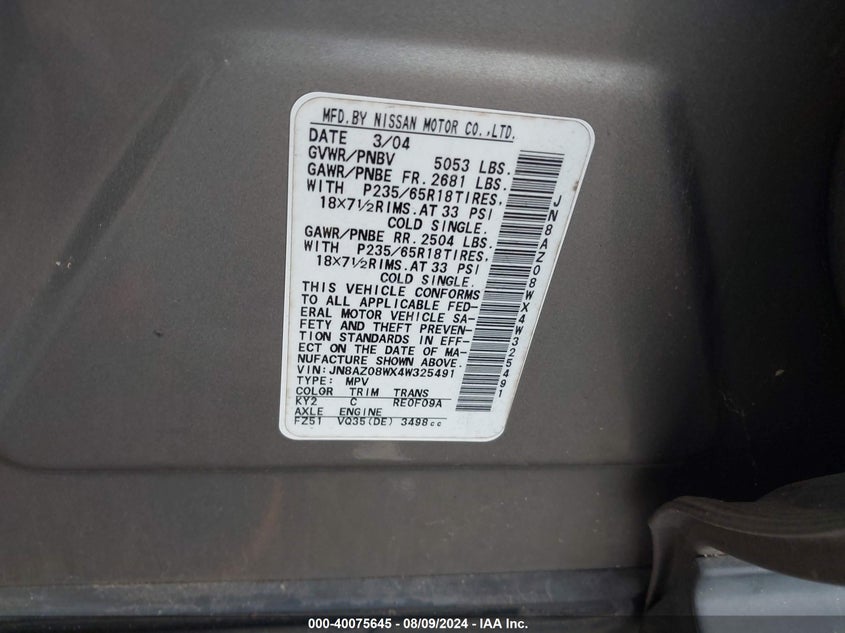 MFD.BY NISSAN MOTOR CO.,LTD.
DATE 3/04
GVWR/PNBV 5053 LBS.
GAWR/PNBE FR. 2681 LBS.
WITH P235/65R18TIRES,
18X7½RIMS.AT 33 PSI
COLD SINGLE.
GAWR/PNBE RR. 2504 LBS.
WITH P235/65R18TIRES,
18X7½RIMS.AT 33 PSI
COLD SINGLE.
THIS VEHICLE CONFORMS
TO ALL APPLICABLE FED-
ERAL MOTOR VEHICLE SA-
FETY AND THEFT PREVEN-
TION STANDARDS IN EFF-
ECT ON THE DATE OF MA-
NUFACTURE SHOWN ABOVE.
VIN:JN8AZ08WX4W325491
TYPE: MPV
COLOR TRIM TRANS
KY2 C RE0F09A
AXLE ENGINE
FZ51 VQ35(DE) 3498cc
JN8AZ08WX4W325491
000-40075645 - 08/09/2024 - IAA Inc.